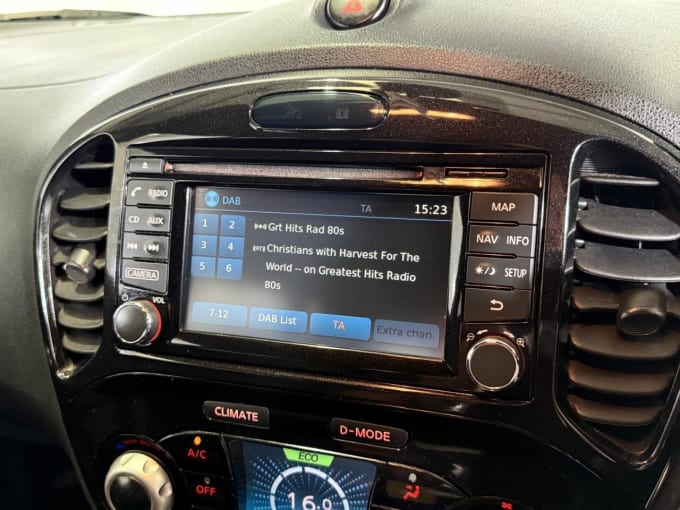 DAB
TA
15:23
RADIO
CD AUX
CAMERA
VOL
1 2
3 4
5 6
Grt Hits Rad 80s
Christians with Harvest For The
World -- on Greatest Hits Radio
80s
7-12
DAB List
TA
Extra chan.
MAP
NAV INFO
SETUP
CLIMATE
D-MODE
A/C
OFF
ECO
16.0